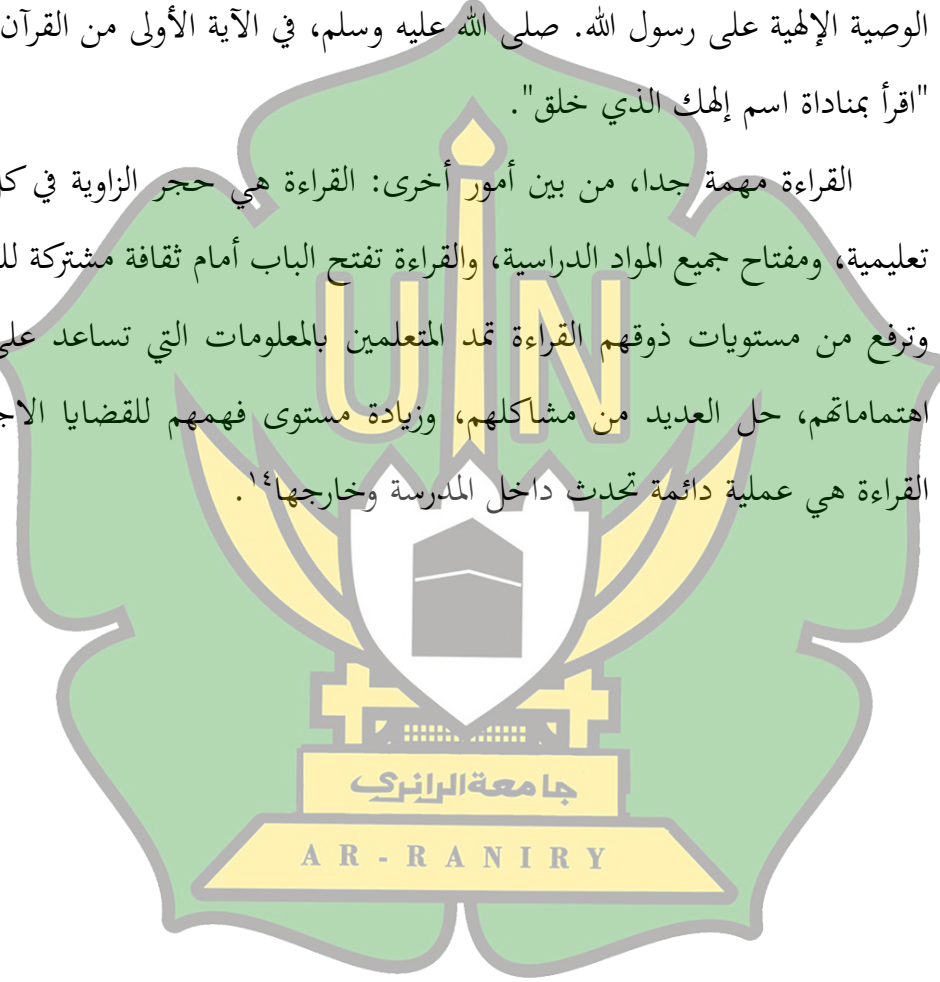 الوصية الإلهية على رسول الله. صلى الله عليه وسلم، في الآية الأولى من القرآن
"اقرأ بمناداة اسم إلهك الذي خلق".
القراءة مهمة جدا، من بين أمور أخرى: القراءة هي حجر الزاوية في
تعليمية، ومفتاح جميع المواد الدراسية، والقراءة تفتح الباب أمام ثقافة مشتركة
وترفع من مستويات ذوقهم القراءة تمد المتعلمين بالمعلومات التي تساعد على
اهتماماتهم، حل العديد من مشاكلهم، وزيادة مستوى فهمهم للقضايا
القراءة هي عملية دائمة تحدث داخل المدرسة وخارجها١٤.
UIN
جامعة الرانري
AR-RANIRY